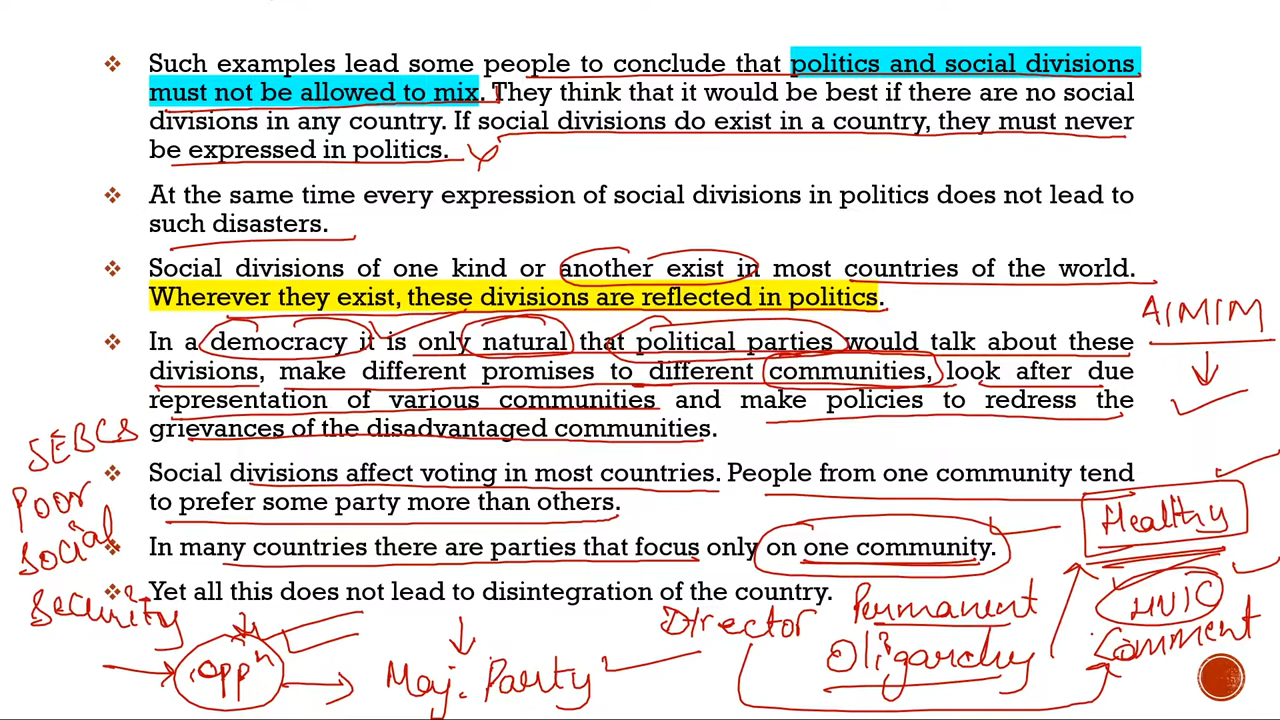 Such examples lead some people to conclude that politics and social divisions
must not be allowed to mix. They think that it would be best if there are no social
divisions in any country. If social divisions do exist in a country, they must never
be expressed in politics.
At the same time every expression of social divisions in politics does not lead to
such disasters.
Social divisions of one kind or another exist in most countries of the world.
Wherever they exist, these divisions are reflected in politics.
AIMIM
In a democracy it is only natural that political parties would talk about these
divisions, make different promises to different communities, look after due
representation of various communities and make policies to redress the
grievances of the disadvantaged communities.
SEBCS
Social divisions affect voting in most countries. People from one community tend
to prefer some party more than others.
Poor
Healthy
Social
In many countries there are parties that focus only on one community.
Yet all this does not lead to disintegration of the country.
Security
Permanent
Director
Comment
Oligarchy
Oppn
Maj. Party